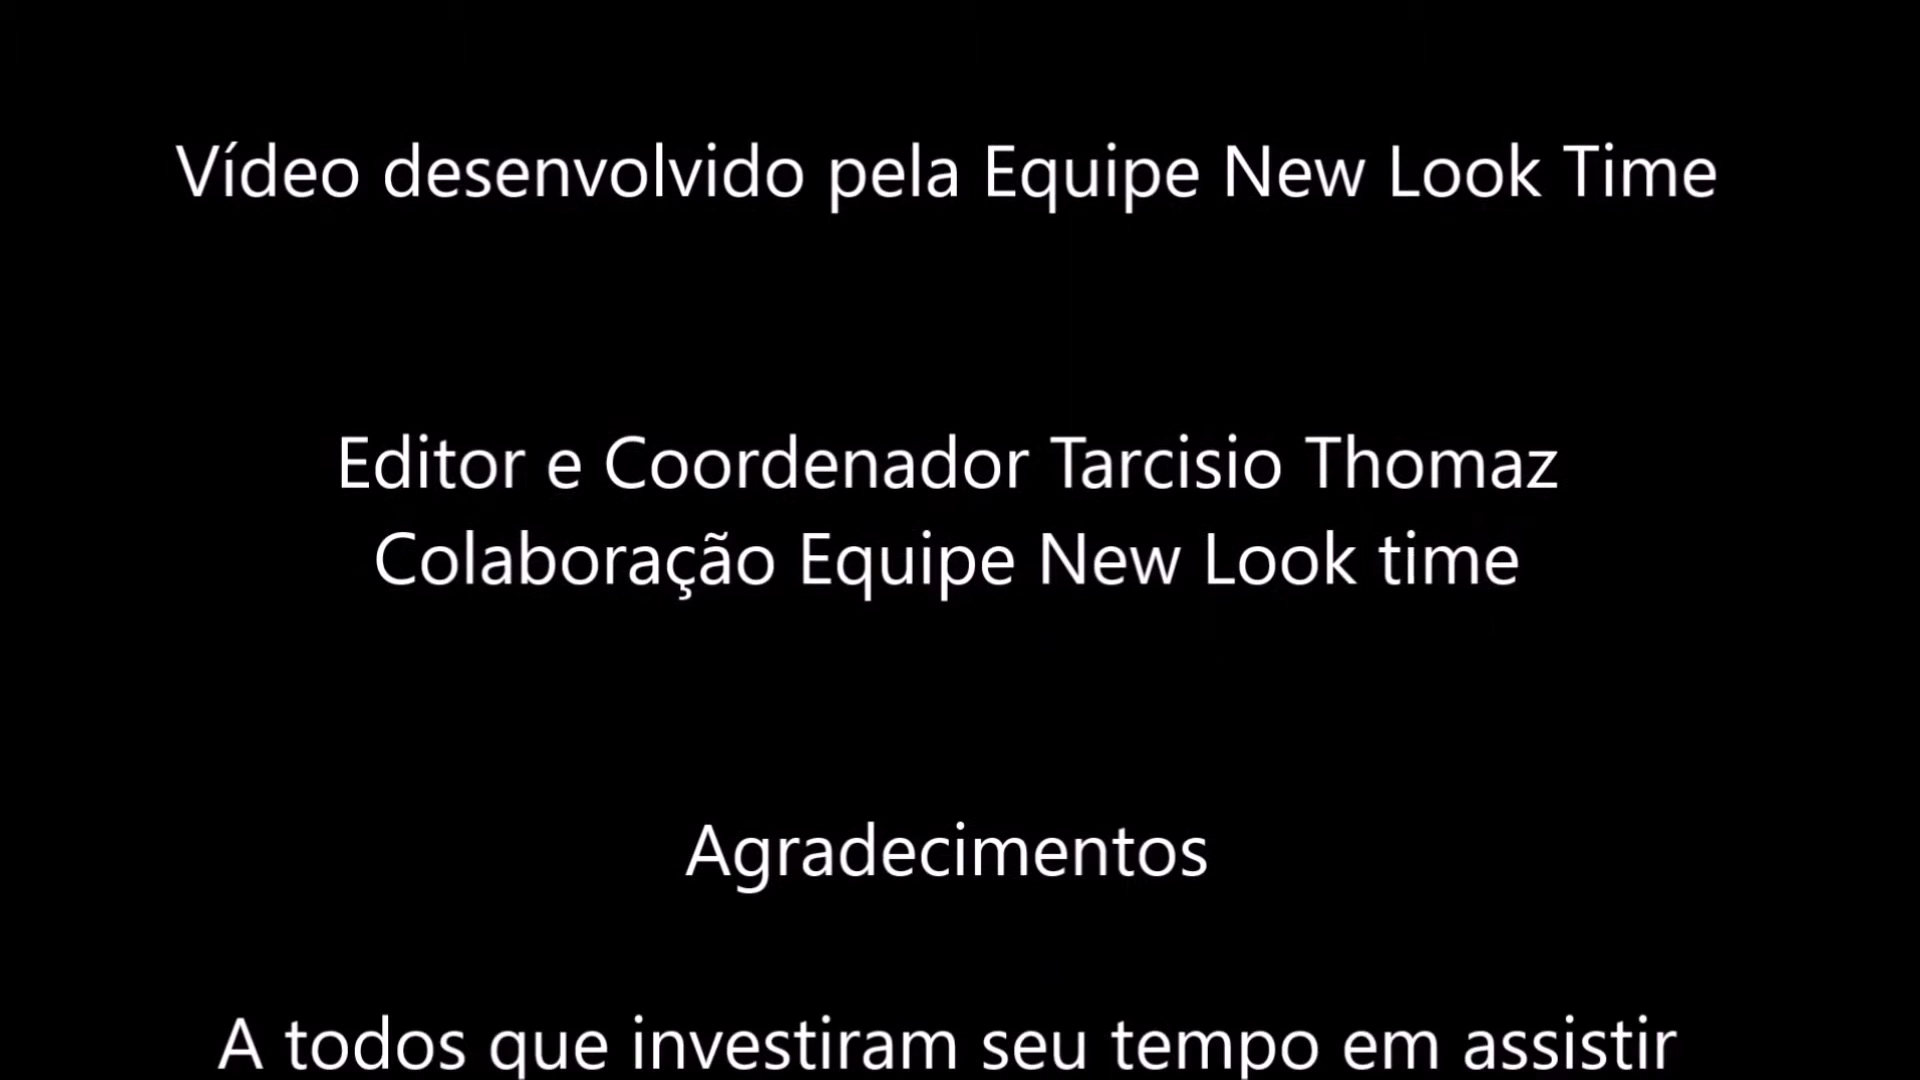 Vídeo desenvolvido pela Equipe New Look Time
Editor e Coordenador Tarcisio Thomaz
Colaboração Equipe New Look time
Agradecimentos
A todos que investiram seu tempo em assistir